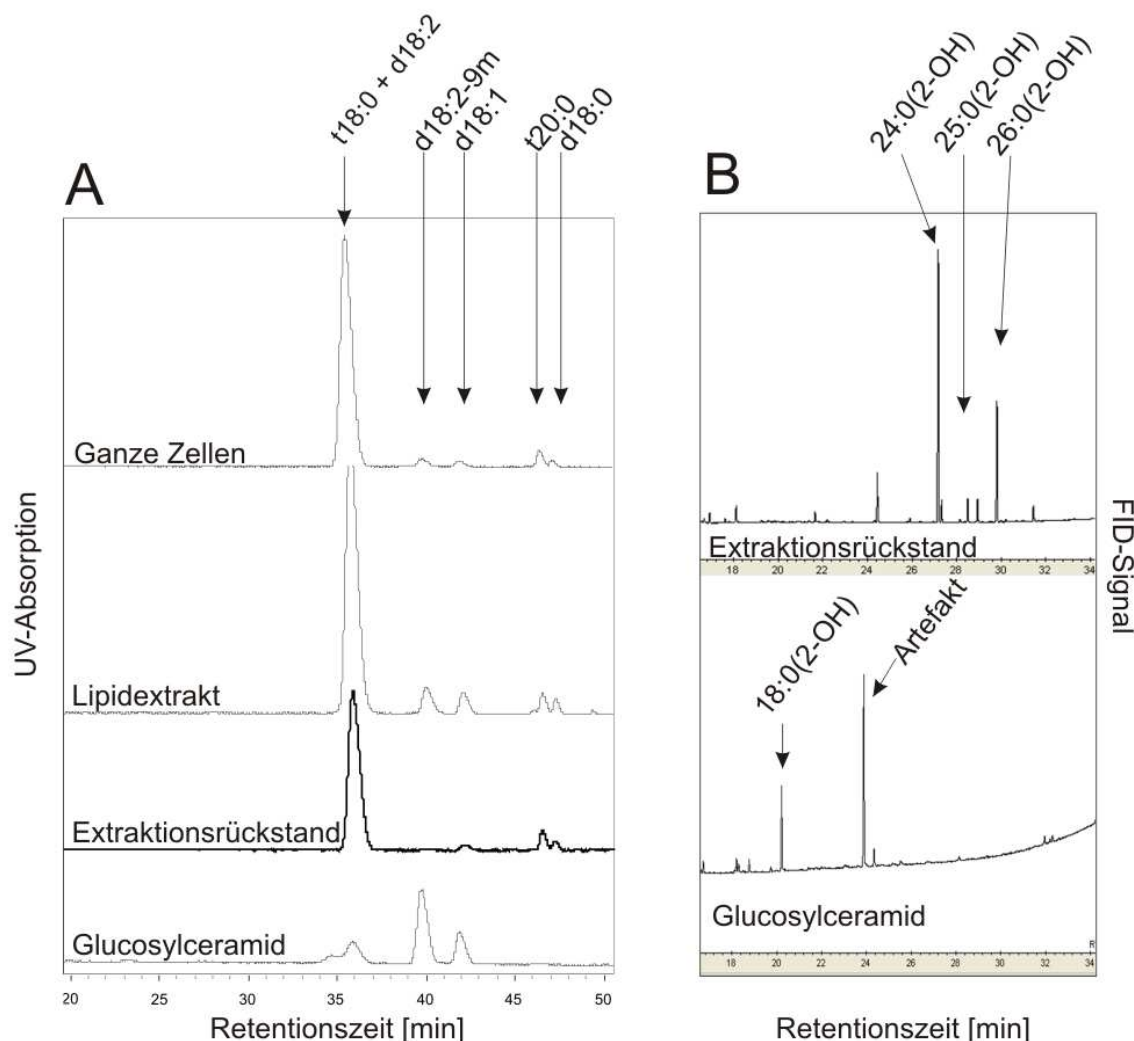 A
t18:0 + d18:2
d18:2-9m
d18:1
t20:0
d18:0
Ganze Zellen
Lipidextrakt
Extraktionsrückstand
Glucosylceramid
UV-Absorption
20 25 30 35 40 45 50
Retentionszeit [min]
B
24:0(2-OH)
25:0(2-OH)
26:0(2-OH)
Extraktionsrückstand
18 20 22 24 26 28 30 32 34
18:0(2-OH)
Artefakt
Glucosylceramid
18 20 22 24 26 28 30 32 34
Retentionszeit [min]
FID-Signal